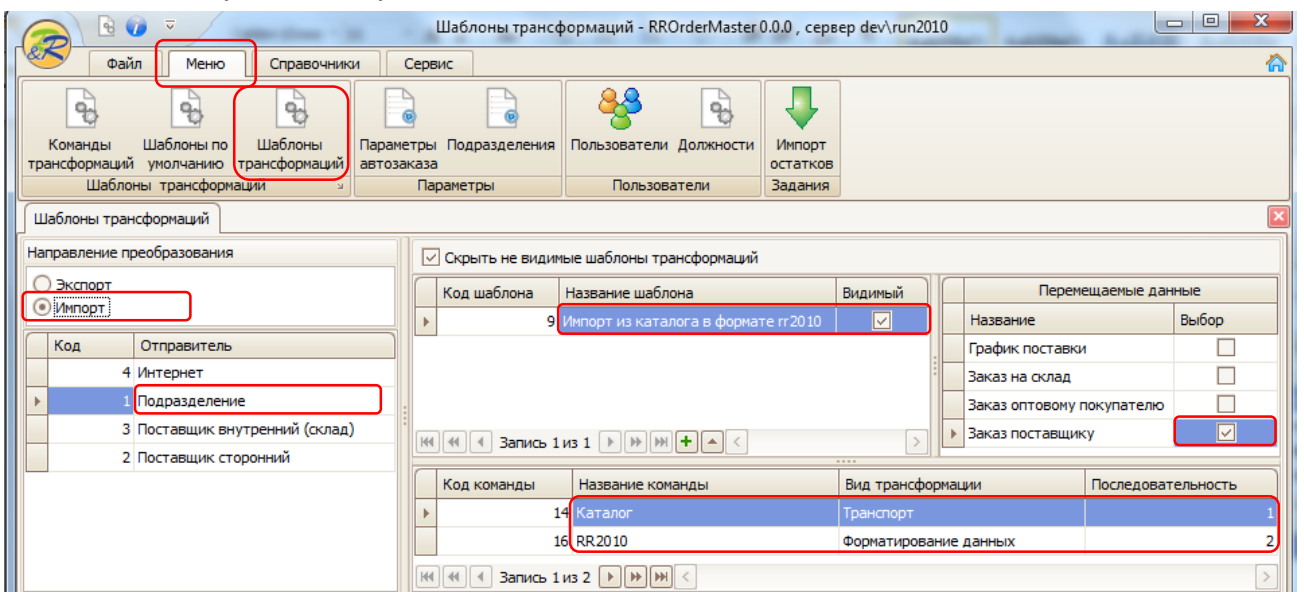 Шаблоны трансформаций - RROrderMaster 0.0.0 , сервер dev\run2010
&R
Файл Меню Справочники Сервис
Команды трансформаций
Шаблоны по умолчанию
Шаблоны трансформаций
Параметры автозаказа
Подразделения
Пользователи
Должности
Импорт остатков
Шаблоны трансформаций Параметры Пользователи Задания
Шаблоны трансформаций
Направление преобразования
Экспорт
Импорт
Код Отправитель
4 Интернет
1 Подразделение
3 Поставщик внутренний (склад)
2 Поставщик сторонний
Скрыть не видимые шаблоны трансформаций
Код шаблона Название шаблона Видимый
9 Импорт из каталога в формате rr2010
Запись 1 из 1
Перемещаемые данные
Название Выбор
График поставки
Заказ на склад
Заказ оптовому покупателю
Заказ поставщику
Код команды Название команды Вид трансформации Последовательность
14 Каталог Транспорт 1
16 RR2010 Форматирование данных 2
Запись 1 из 2